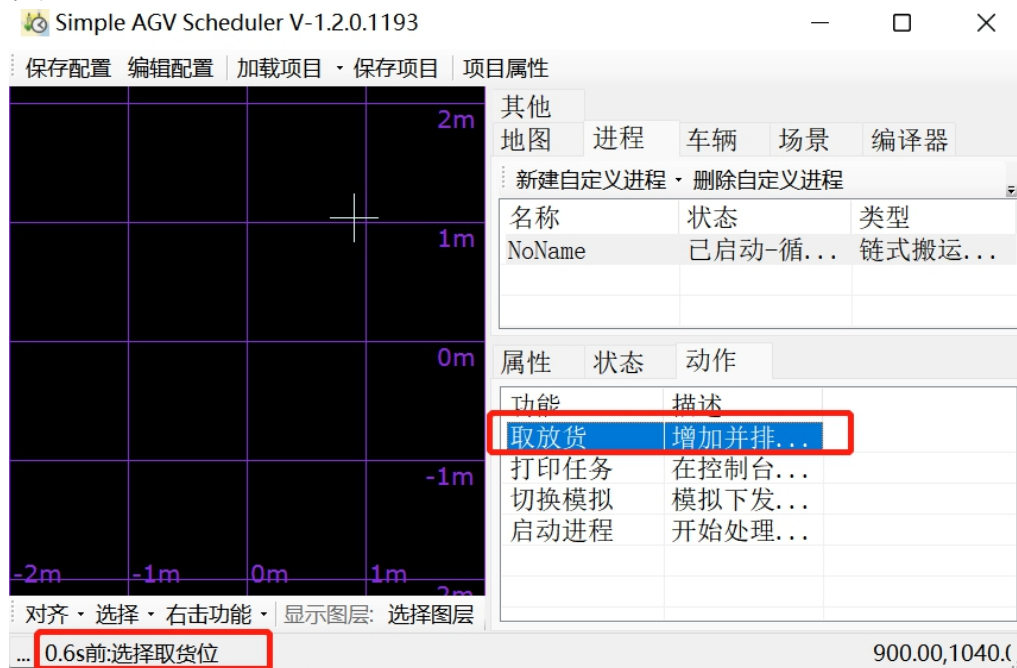 Simple AGV Scheduler V-1.2.0.1193
保存配置 编辑配置 加载项目 保存项目 项目属性
2m
1m
0m
-1m
-2m -1m 0m 1m
其他
地图 进程 车辆 场景 编译器
新建自定义进程 删除自定义进程
名称 状态 类型
NoName 已启动-循... 链式搬运...
属性 状态 动作
功能 描述
取放货 增加并排...
打印任务 在控制台...
切换模拟 模拟下发...
启动进程 开始处理...
对齐 选择 右击功能 显示图层: 选择图层
... 0.6s前:选择取货位 900.00,1040.(